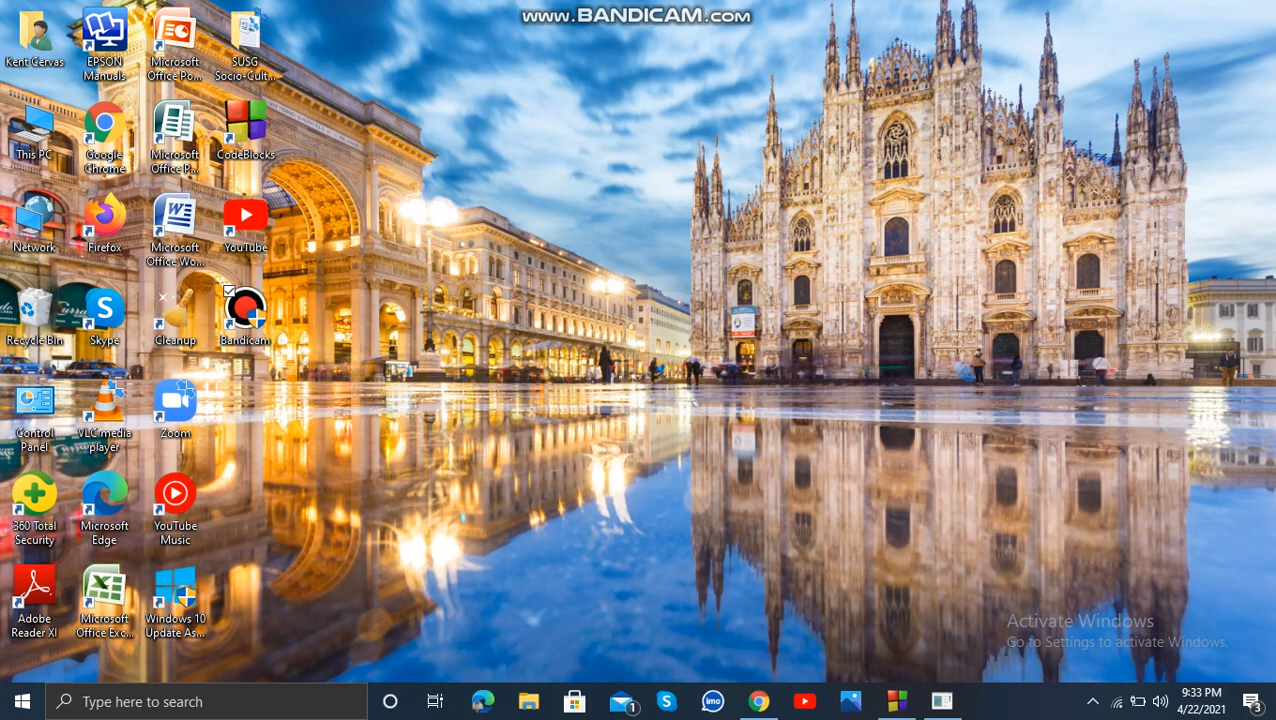 www.BANDICAM.com
Kent Cervas
EPSON
Manuals
Microsoft
Office Po...
SUSG
Socio-Cult...
This PC
Google
Chrome
Microsoft
Office P...
CodeBlocks
Network
Firefox
Microsoft
Office Wo...
YouTube
Recycle Bin
Skype
Cleanup
Bandicam
Control
Panel
VLC media
player
Zoom
360 Total
Security
Microsoft
Edge
YouTube
Music
Adobe
Reader XI
Microsoft
Office Exc...
Windows 10
Update As...
Activate Windows
Go to Settings to activate Windows.
Type here to search
1
imo
9:33 PM
4/22/2021
3